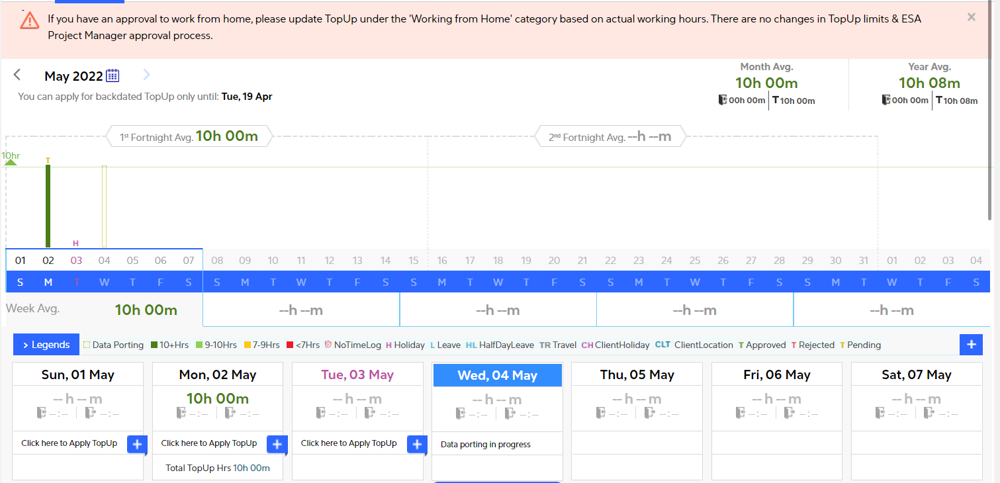 If you have an approval to work from home, please update TopUp under the 'Working from Home' category based on actual working hours. There are no changes in TopUp limits & ESA
Project Manager approval process.
May 2022
You can apply for backdated TopUp only until: Tue, 19 Apr
Month Avg.
10h 00m
00h 00m T 10h 00m
Year Avg.
10h 08m
00h 00m T 10h 08m
1st Fortnight Avg. 10h 00m
2nd Fortnight Avg. --h --m
10hr
T
H
01 02 03 04 05 06 07 08 09 10 11 12 13 14 15 16 17 18 19 20 21 22 23 24 25 26 27 28 29 30 31 01 02 03 04
S M T W T F S S M T W T F S S M T W T F S S M T W T F S S M T W T F S
Week Avg. 10h 00m --h --m --h --m --h --m --h --m
> Legends Data Porting 10+Hrs 9-10Hrs 7-9Hrs <7Hrs NoTimeLog H Holiday L Leave HL HalfDayLeave TR Travel CH ClientHoliday CLT ClientLocation T Approved T Rejected T Pending +
Sun, 01 May
-- h -- m
--:-- --:--
Click here to Apply TopUp +
Mon, 02 May
10h 00m
--:-- --:--
Click here to Apply TopUp +
Total TopUp Hrs 10h 00m
Tue, 03 May
-- h -- m
--:-- --:--
Click here to Apply TopUp +
Wed, 04 May
-- h -- m
--:-- --:--
Data porting in progress
Thu, 05 May
-- h -- m
--:-- --:--
Fri, 06 May
-- h -- m
--:-- --:--
Sat, 07 May
-- h -- m
--:-- --:--